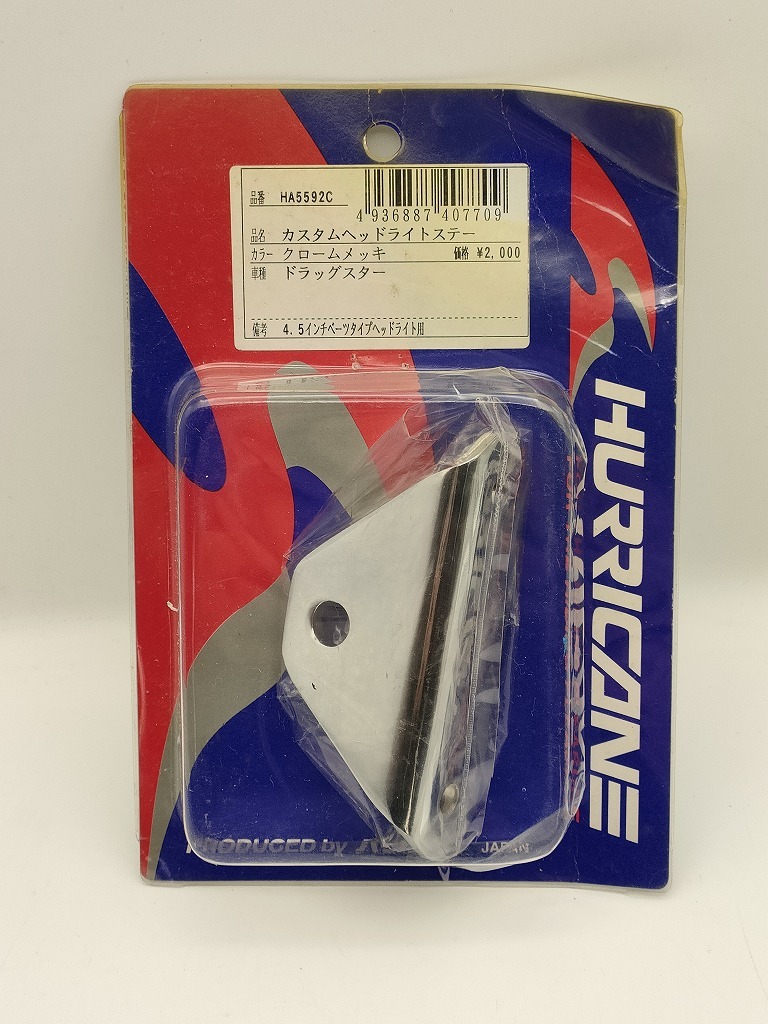 品番 HA5592C
4 936887 407709
品名 カスタムヘッドライトステー
カラー クロームメッキ 価格 ¥2,000
車種 ドラッグスター
備考 4.5インチベーツタイプヘッドライト用
HURRICANE
PRODUCED by
JAPAN